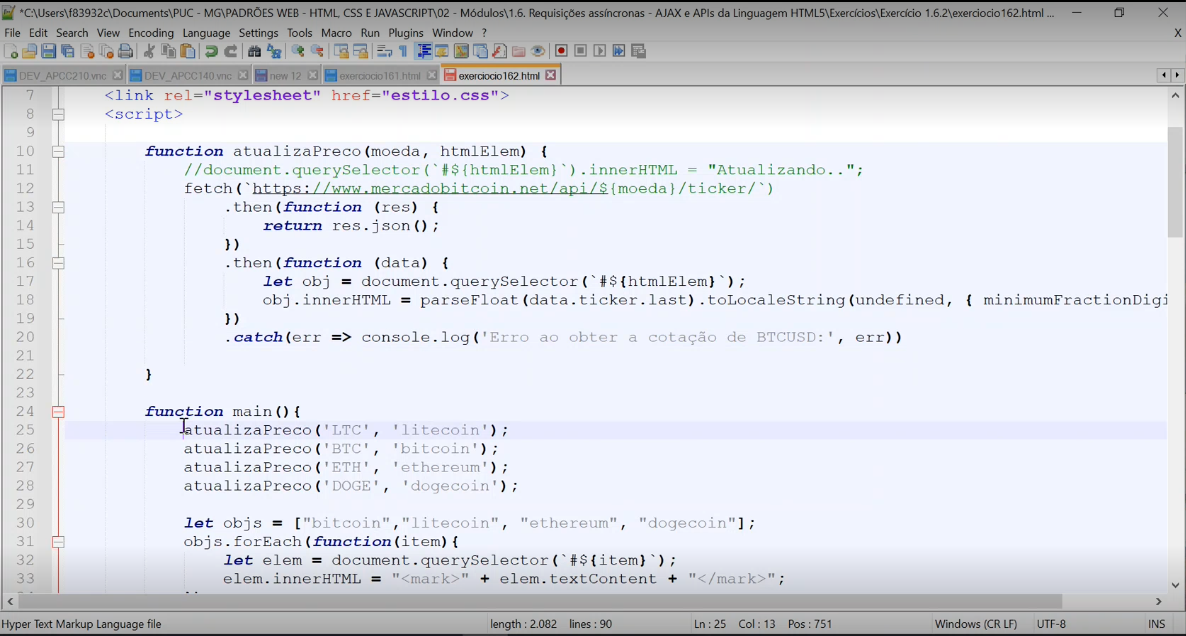 *C:\Users\f83932c\Documents\PUC - MG\PADRÕES WEB - HTML, CSS E JAVASCRIPT\02 - Módulos\1.6. Requisições assíncronas - AJAX e APIs da Linguagem HTML5\Exercícios\Exercício 1.6.2\exerciocio162.html ...
File Edit Search View Encoding Language Settings Tools Macro Run Plugins Window ? X
DEV_APCC210.vnc DEV_APCC140.vnc new 12 exerciocio161.html exerciocio162.html
7 <link rel="stylesheet" href="estilo.css">
8 <script>
9
10 function atualizaPreco(moeda, htmlElem) {
11 //document.querySelector(`#${htmlElem}`).innerHTML = "Atualizando..";
12 fetch(`https://www.mercadobitcoin.net/api/${moeda}/ticker/`)
13 .then(function (res) {
14 return res.json();
15 })
16 .then(function (data) {
17 let obj = document.querySelector(`#${htmlElem}`);
18 obj.innerHTML = parseFloat(data.ticker.last).toLocaleString(undefined, { minimumFractionDigi
19 })
20 .catch(err => console.log('Erro ao obter a cotação de BTCUSD:', err))
21
22 }
23
24 function main(){
25 atualizaPreco('LTC', 'litecoin');
26 atualizaPreco('BTC', 'bitcoin');
27 atualizaPreco('ETH', 'ethereum');
28 atualizaPreco('DOGE', 'dogecoin');
29
30 let objs = ["bitcoin","litecoin", "ethereum", "dogecoin"];
31 objs.forEach(function(item){
32 let elem = document.querySelector(`#${item}`);
33 elem.innerHTML = "<mark>" + elem.textContent + "</mark>";
Hyper Text Markup Language file length : 2.082 lines : 90 Ln : 25 Col : 13 Pos : 751 Windows (CR LF) UTF-8 INS